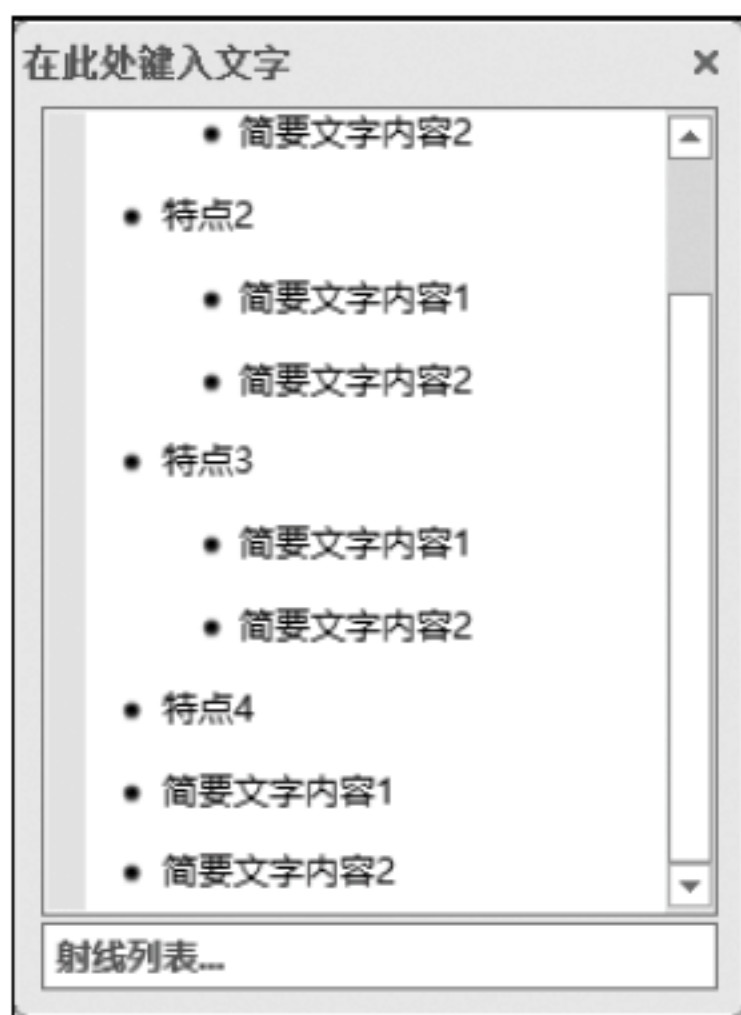 在此处键入文字
• 简要文字内容2
• 特点2
• 简要文字内容1
• 简要文字内容2
• 特点3
• 简要文字内容1
• 简要文字内容2
• 特点4
• 简要文字内容1
• 简要文字内容2
射线列表...